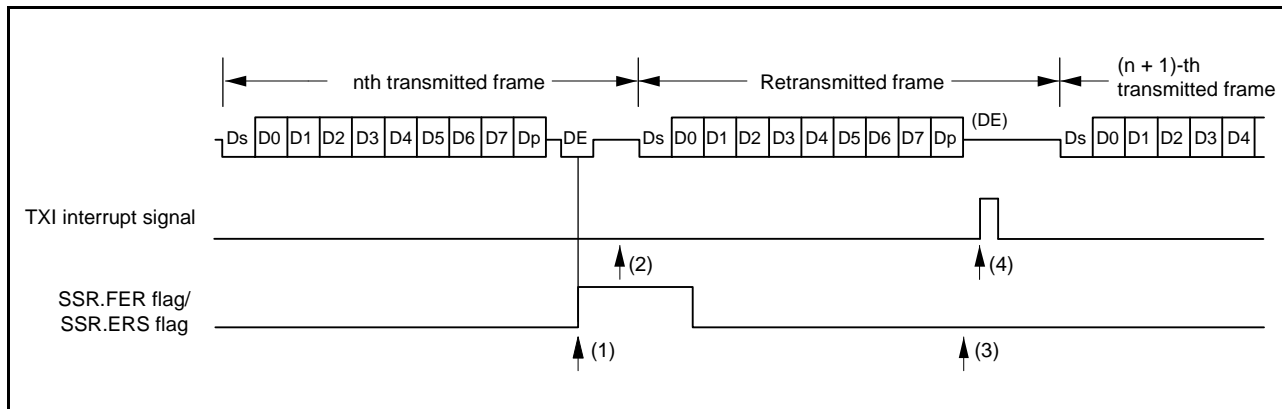 nth transmitted frame
Retransmitted frame
(n + 1)-th
transmitted frame
Ds D0 D1 D2 D3 D4 D5 D6 D7 Dp DE Ds D0 D1 D2 D3 D4 D5 D6 D7 Dp (DE) Ds D0 D1 D2 D3 D4
TXI interrupt signal
(2) (4)
SSR.FER flag/
SSR.ERS flag
(1) (3)